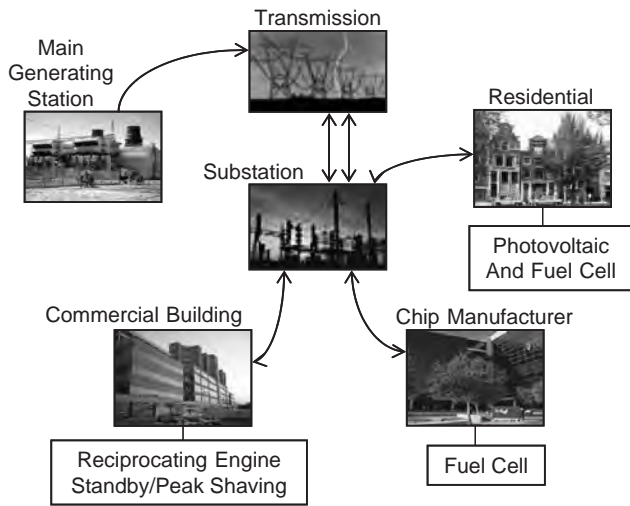 Transmission
Main
Generating
Station
Residential
Substation
Photovoltaic
And Fuel Cell
Commercial Building
Chip Manufacturer
Reciprocating Engine
Standby/Peak Shaving
Fuel Cell